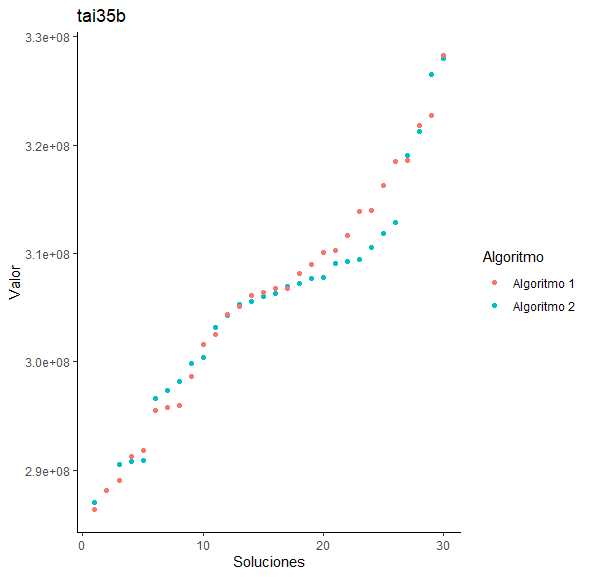 tai35b
3.3e+08
3.2e+08
3.1e+08
3.0e+08
2.9e+08
Valor
0 10 20 30
Soluciones
Algoritmo
Algoritmo 1
Algoritmo 2